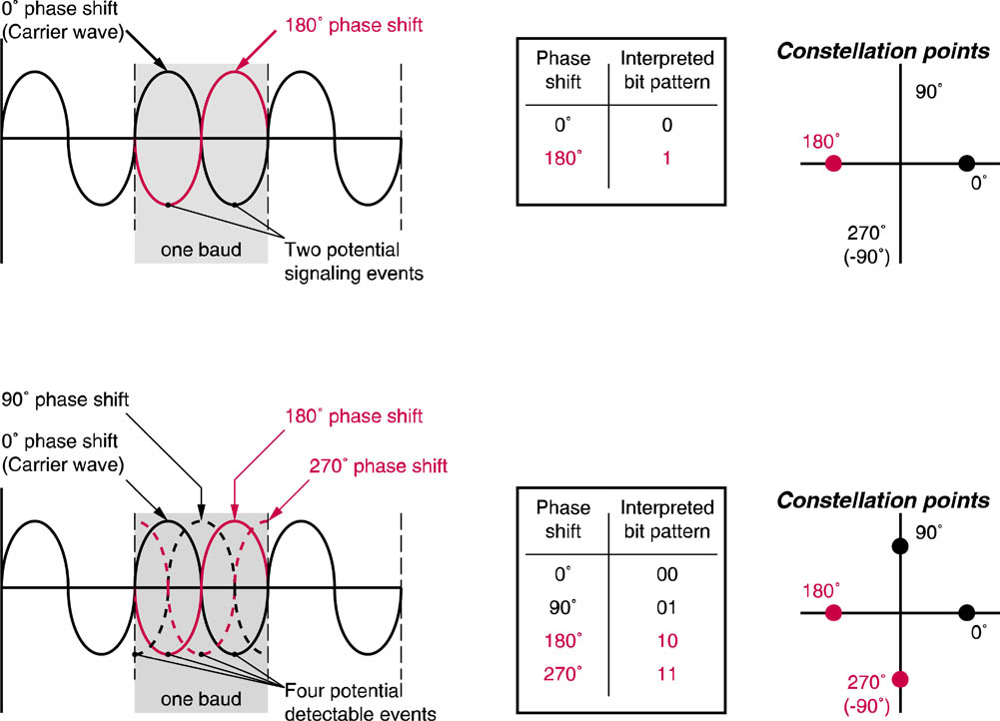 0˚ phase shift
(Carrier wave)
180˚ phase shift
one baud
Two potential
signaling events
Phase shift Interpreted bit pattern
0˚ 0
180˚ 1
Constellation points
90˚
180˚
0˚
270˚
(-90˚)
90˚ phase shift
0˚ phase shift
(Carrier wave)
180˚ phase shift
270˚ phase shift
one baud
Four potential
detectable events
Phase shift Interpreted bit pattern
0˚ 00
90˚ 01
180˚ 10
270˚ 11
Constellation points
90˚
180˚
0˚
270˚
(-90˚)